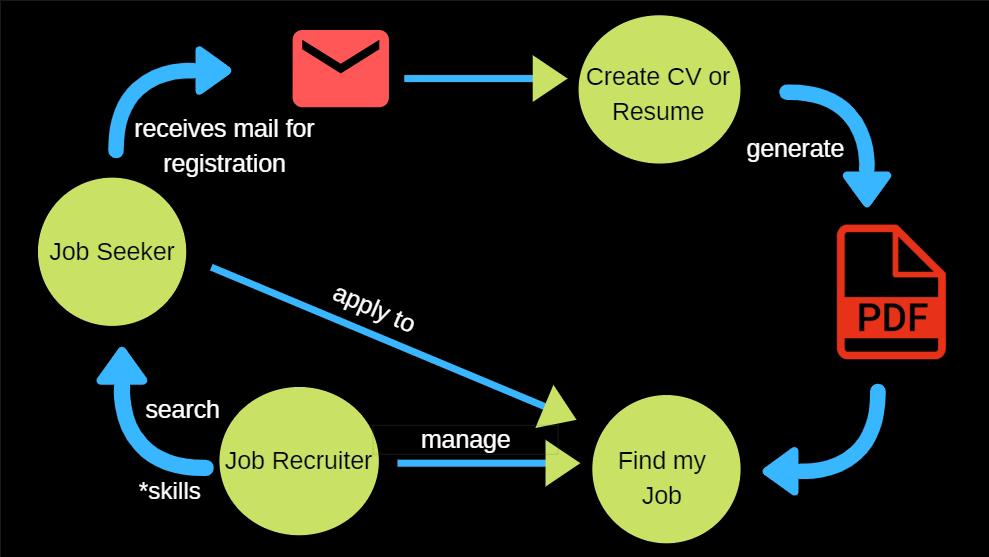 Create CV or
Resume
receives mail for
registration
generate
Job Seeker
apply to
PDF
search
manage
Job Recruiter
Find my
Job
*skills